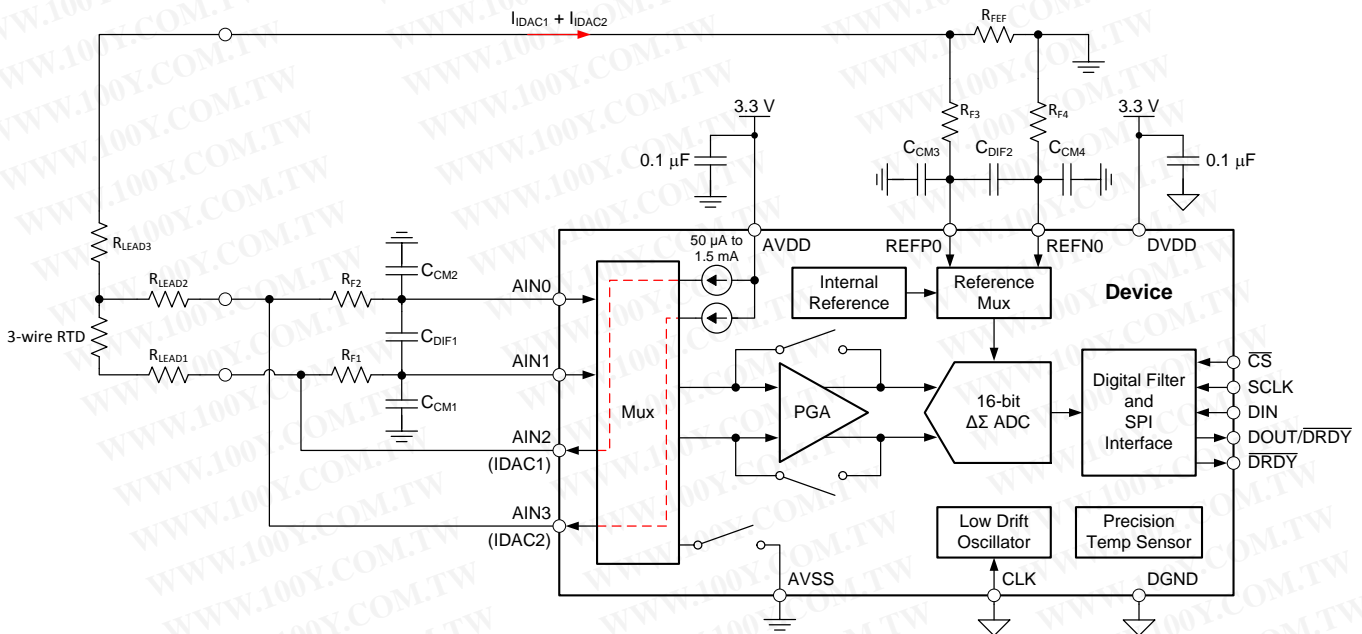 IIDAC1 + IIDAC2
RFEF
3.3 V
3.3 V
RF3
RF4
0.1 µF
CCM3
CDIF2
CCM4
0.1 µF
RLEAD3
50 µA to
1.5 mA
AVDD
REFP0
REFN0
DVDD
CCM2
Internal
Reference
Reference
Mux
Device
RLEAD2
RF2
AIN0
3-wire RTD
CDIF1
RLEAD1
RF1
AIN1
CS
SCLK
DIN
DOUT/DRDY
DRDY
CCM1
Mux
PGA
16-bit
ΔΣ ADC
Digital Filter
and
SPI
Interface
AIN2
(IDAC1)
AIN3
(IDAC2)
Low Drift
Oscillator
Precision
Temp Sensor
AVSS
CLK
DGND
WWW.100Y.COM.TW